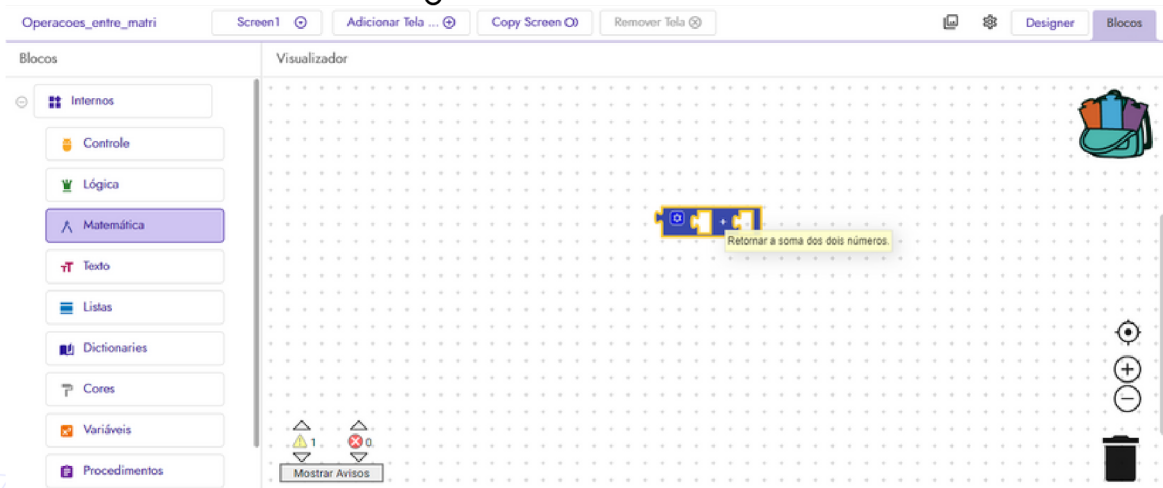 Operacoes_entre_matri
Screen1
Adicionar Tela ...
Copy Screen
Remover Tela
Designer
Blocos
Blocos
Visualizador
Internos
Controle
Lógica
Matemática
Texto
Listas
Dictionaries
Cores
Variáveis
Procedimentos
+
Retornar a soma dos dois números.
1
0
Mostrar Avisos